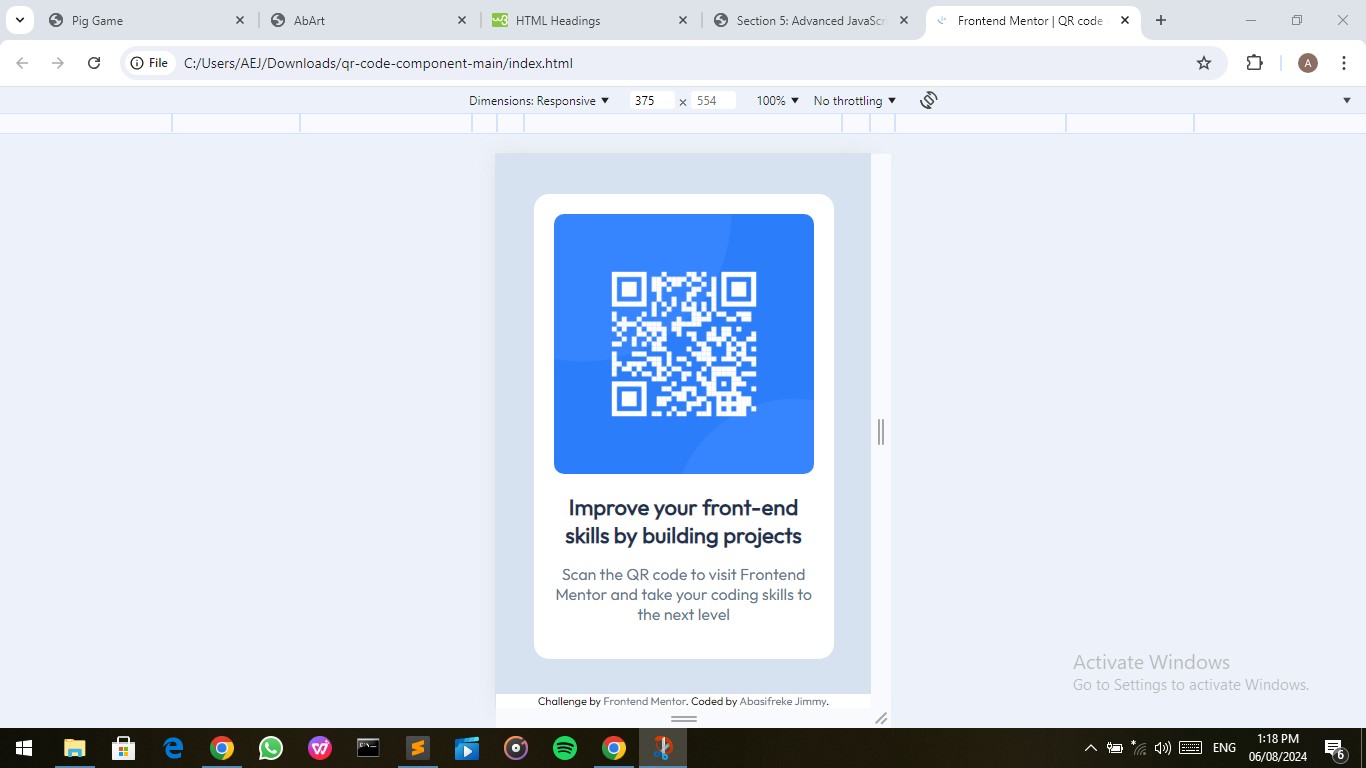 Pig Game
AbArt
HTML Headings
Section 5: Advanced JavaScr
Frontend Mentor | QR code
File
C:/Users/AEJ/Downloads/qr-code-component-main/index.html
A
Dimensions: Responsive
375 × 554
100%
No throttling
Improve your front-end
skills by building projects
Scan the QR code to visit Frontend
Mentor and take your coding skills to
the next level
Challenge by Frontend Mentor. Coded by Abasifreke Jimmy.
Activate Windows
Go to Settings to activate Windows.
ENG
1:18 PM
06/08/2024
6